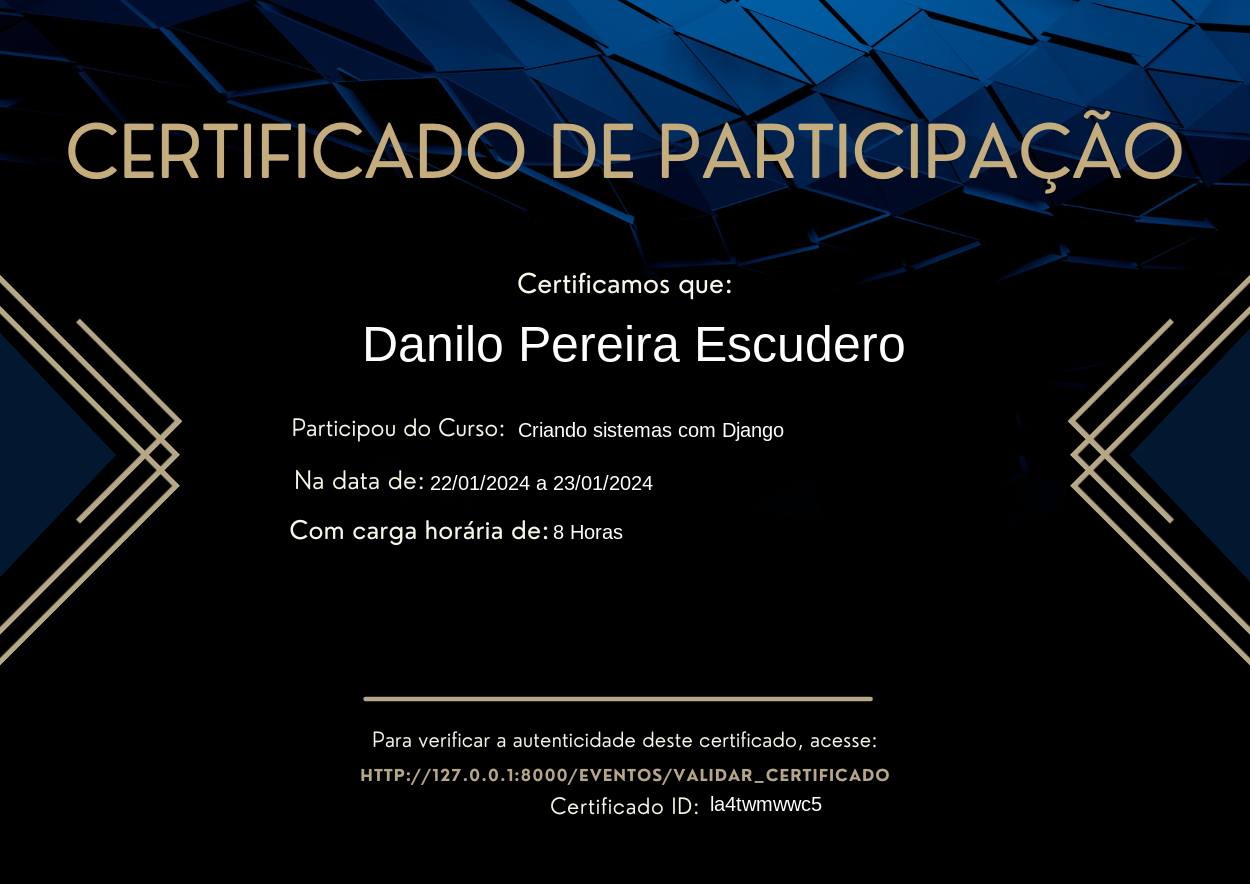 CERTIFICADO DE PARTICIPAÇÃO
Certificamos que:
Danilo Pereira Escudero
Participou do Curso: Criando sistemas com Django
Na data de: 22/01/2024 a 23/01/2024
Com carga horária de: 8 Horas
Para verificar a autenticidade deste certificado, acesse:
HTTP://127.0.0.1:8000/EVENTOS/VALIDAR_CERTIFICADO
Certificado ID: la4twmwwc5